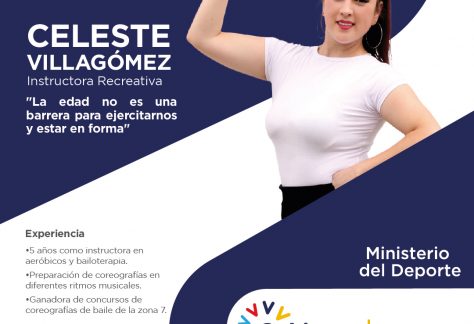 CELESTE
VILLAGÓMEZ
Instructora Recreativa
"La edad no es una
barrera para ejercitarnos
y estar en forma"
Experiencia
•5 años como instructora en
aeróbicos y bailoterapia.
•Preparación de coreografías en
diferentes ritmos musicales.
•Ganadora de concursos de
coreografías de baile de la zona 7.
Ministerio
del Deporte